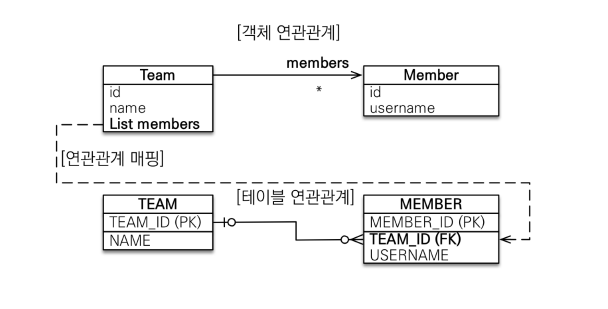 [객체 연관관계]
members
Team
Member
*
id
name
List members
id
username
[연관관계 매핑]
[테이블 연관관계]
TEAM
TEAM_ID (PK)
NAME
MEMBER
MEMBER_ID (PK)
TEAM_ID (FK)
USERNAME